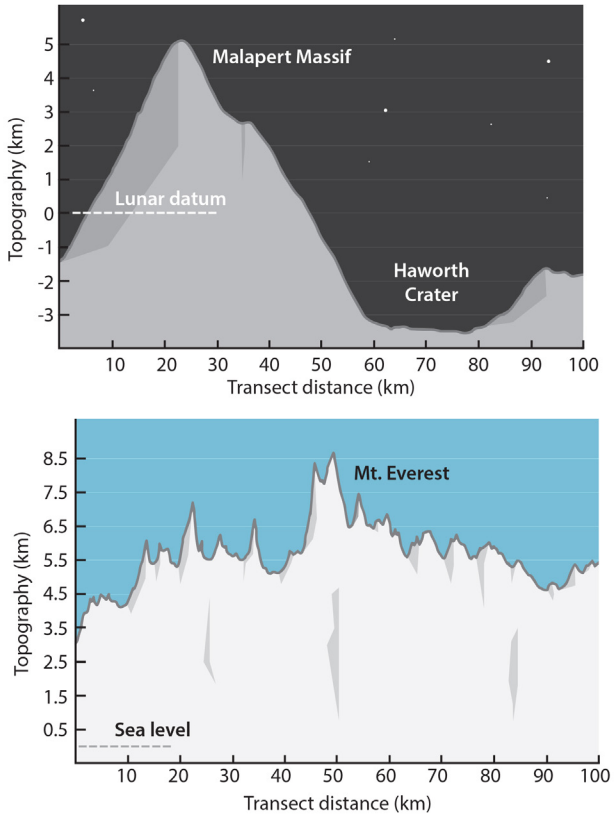 Topography (km)
5
4
3
2
1
0
-1
-2
-3
Malapert Massif
Lunar datum
Haworth
Crater
10 20 30 40 50 60 70 80 90 100
Transect distance (km)
Topography (km)
8.5
7.5
6.5
5.5
4.5
3.5
2.5
1.5
0.5
Mt. Everest
Sea level
10 20 30 40 50 60 70 80 90 100
Transect distance (km)